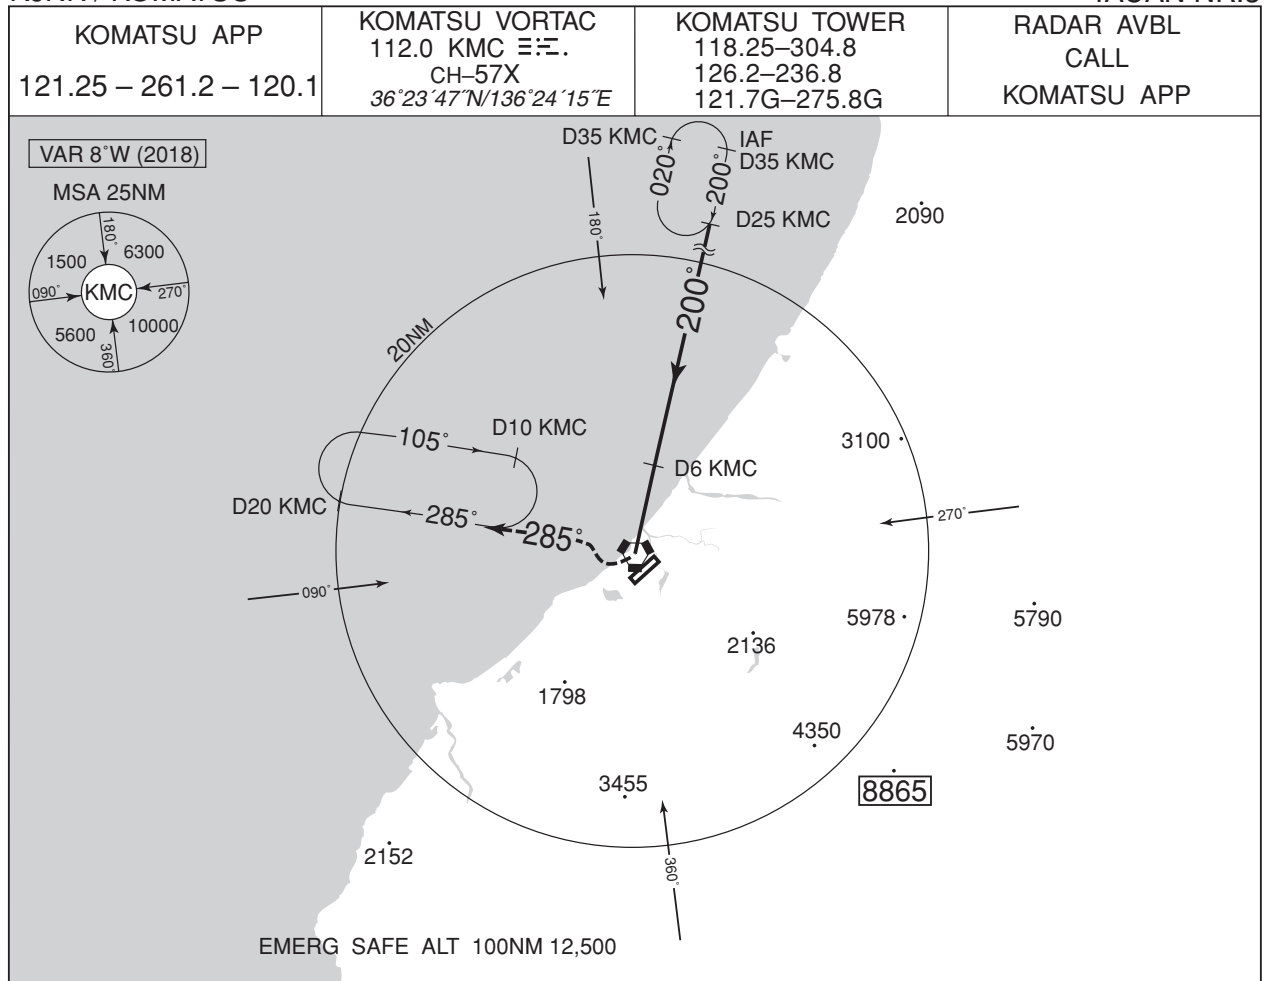 KOMATSU APP
121.25 – 261.2 – 120.1
KOMATSU VORTAC
112.0 KMC
CH–57X
36°23´47˝N/136°24´15˝E
KOMATSU TOWER
118.25–304.8
126.2–236.8
121.7G–275.8G
RADAR AVBL
CALL
KOMATSU APP
VAR 8°W (2018)
MSA 25NM
180°
1500
6300
090°
KMC
270°
5600
10000
360°
D35 KMC
IAF
D35 KMC
020°
200°
D25 KMC
2090
180°
200°
20NM
105°
D10 KMC
3100
D6 KMC
D20 KMC
285°
285°
270°
090°
5978
5790
2136
1798
4350
5970
3455
8865
2152
360°
EMERG SAFE ALT 100NM 12,500